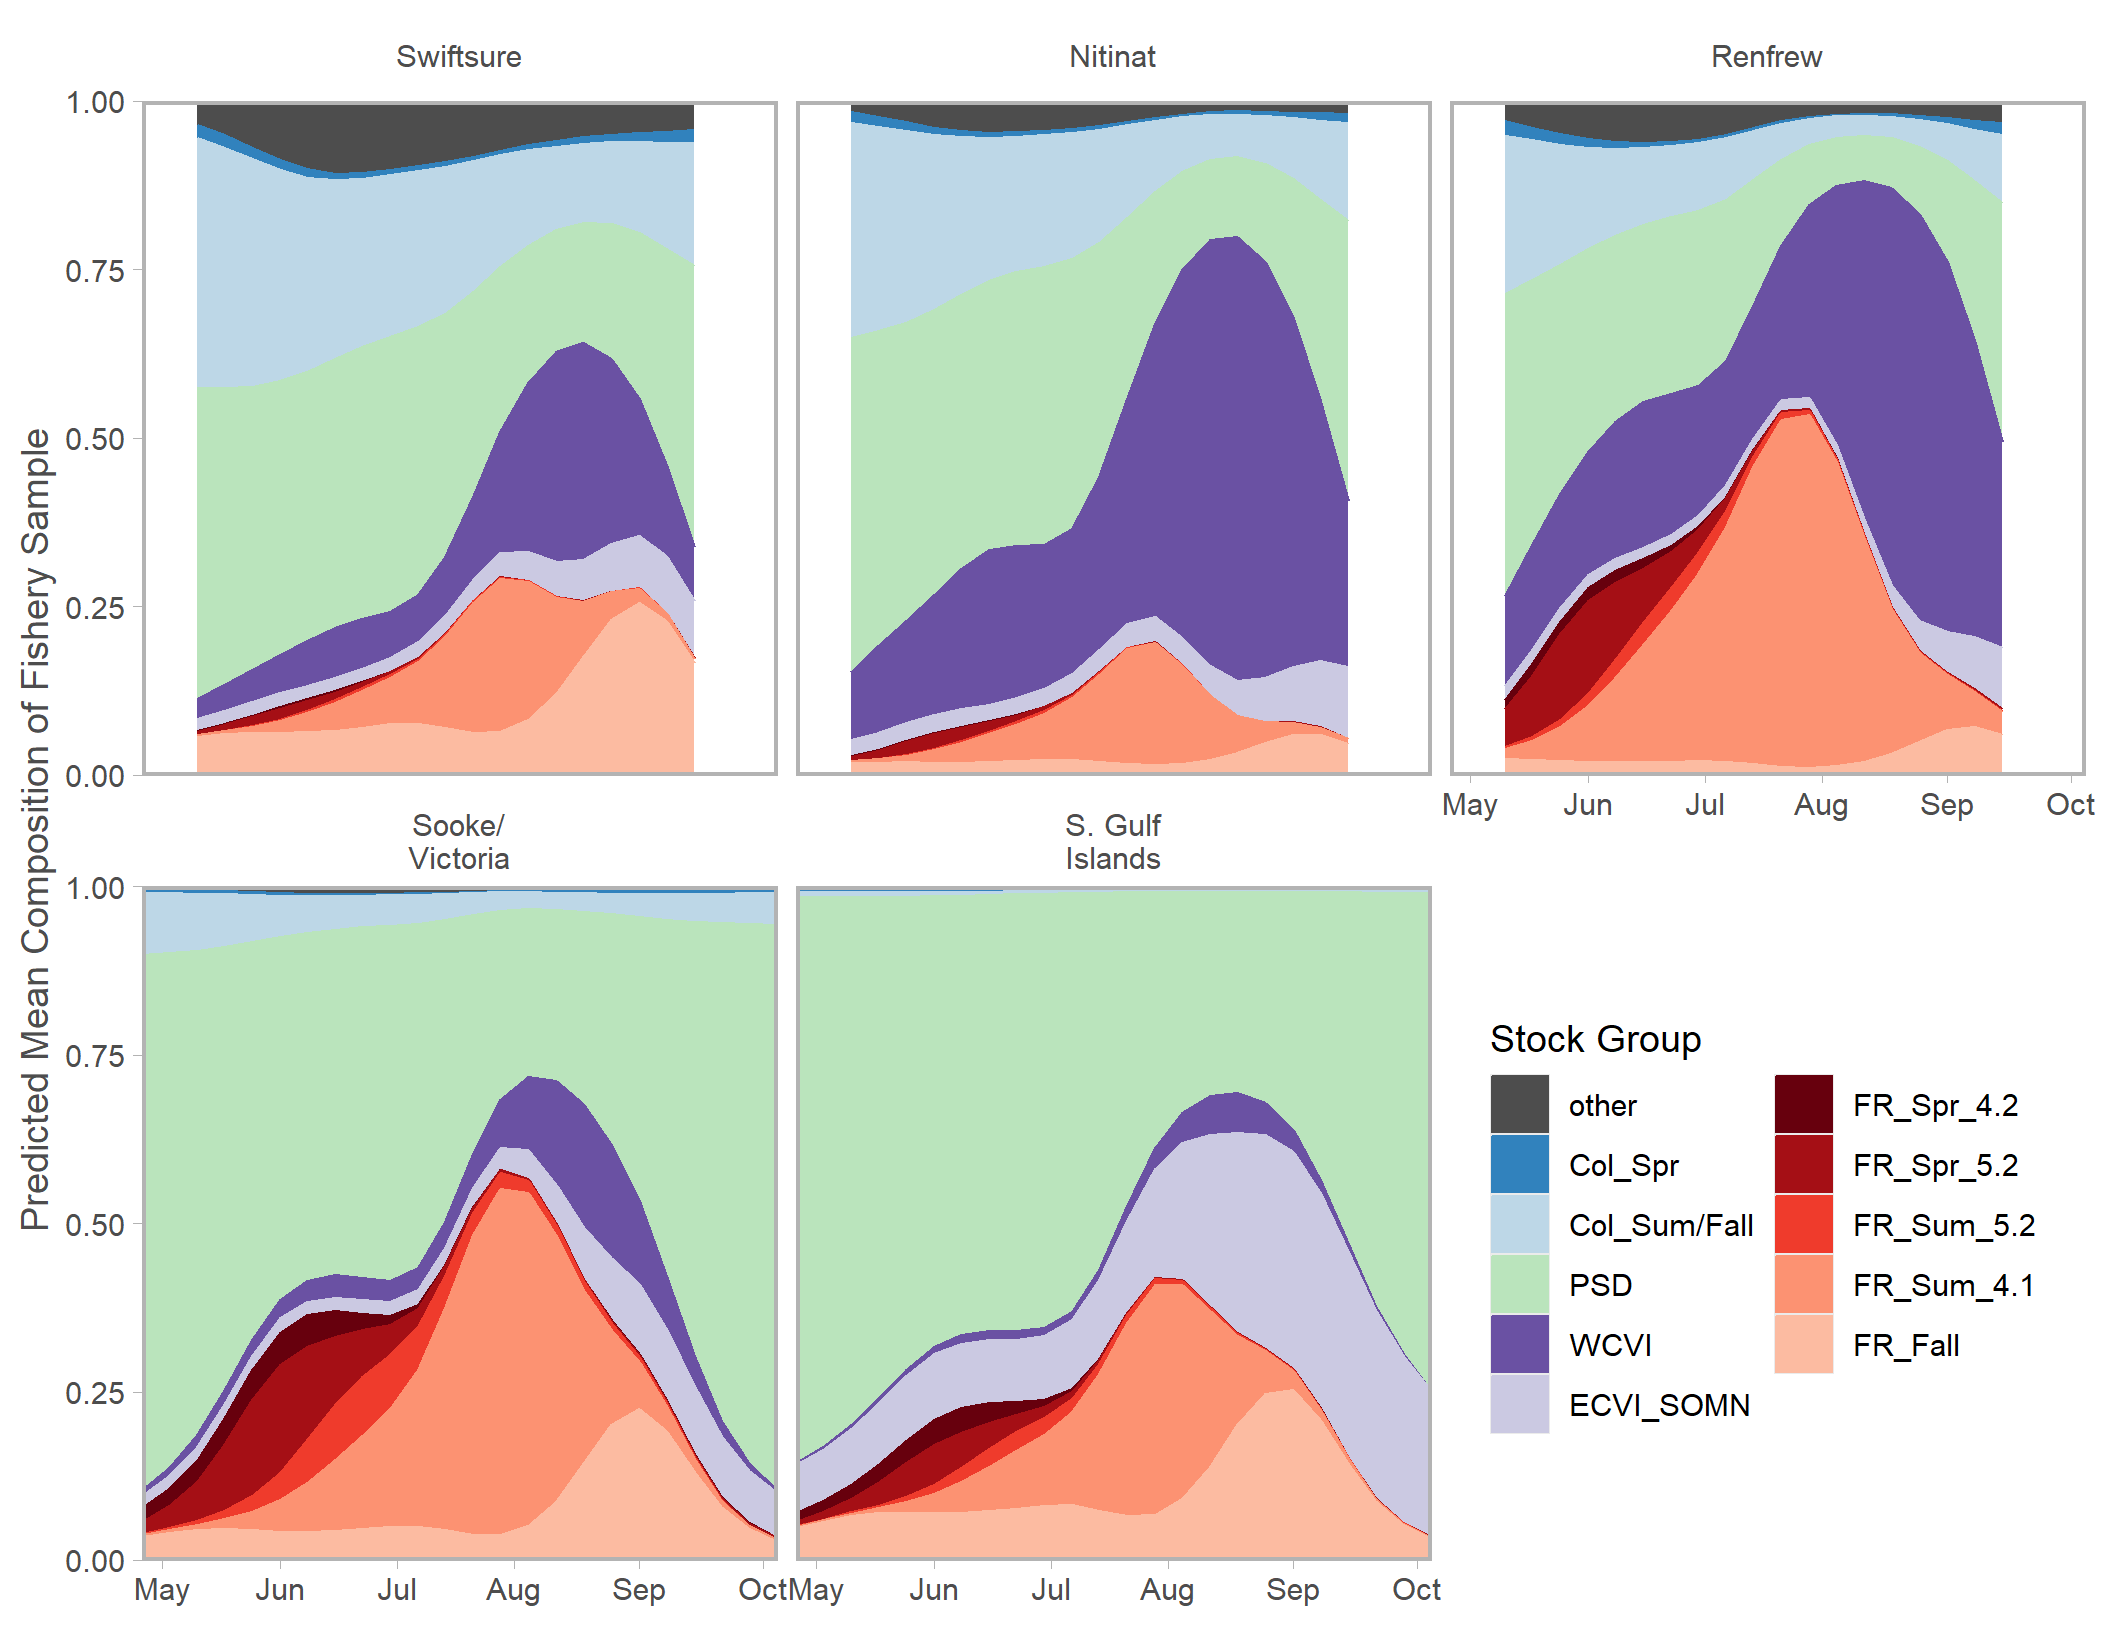 Swiftsure
Nitinat
Renfrew
1.00
0.75
0.50
0.25
0.00
May Jun Jul Aug Sep Oct
Predicted Mean Composition of Fishery Sample
Sooke/
Victoria
S. Gulf
Islands
1.00
0.75
0.50
0.25
0.00
May Jun Jul Aug Sep Oct
May Jun Jul Aug Sep Oct
Stock Group
other
Col_Spr
Col_Sum/Fall
PSD
WCVI
ECVI_SOMN
FR_Spr_4.2
FR_Spr_5.2
FR_Sum_5.2
FR_Sum_4.1
FR_Fall